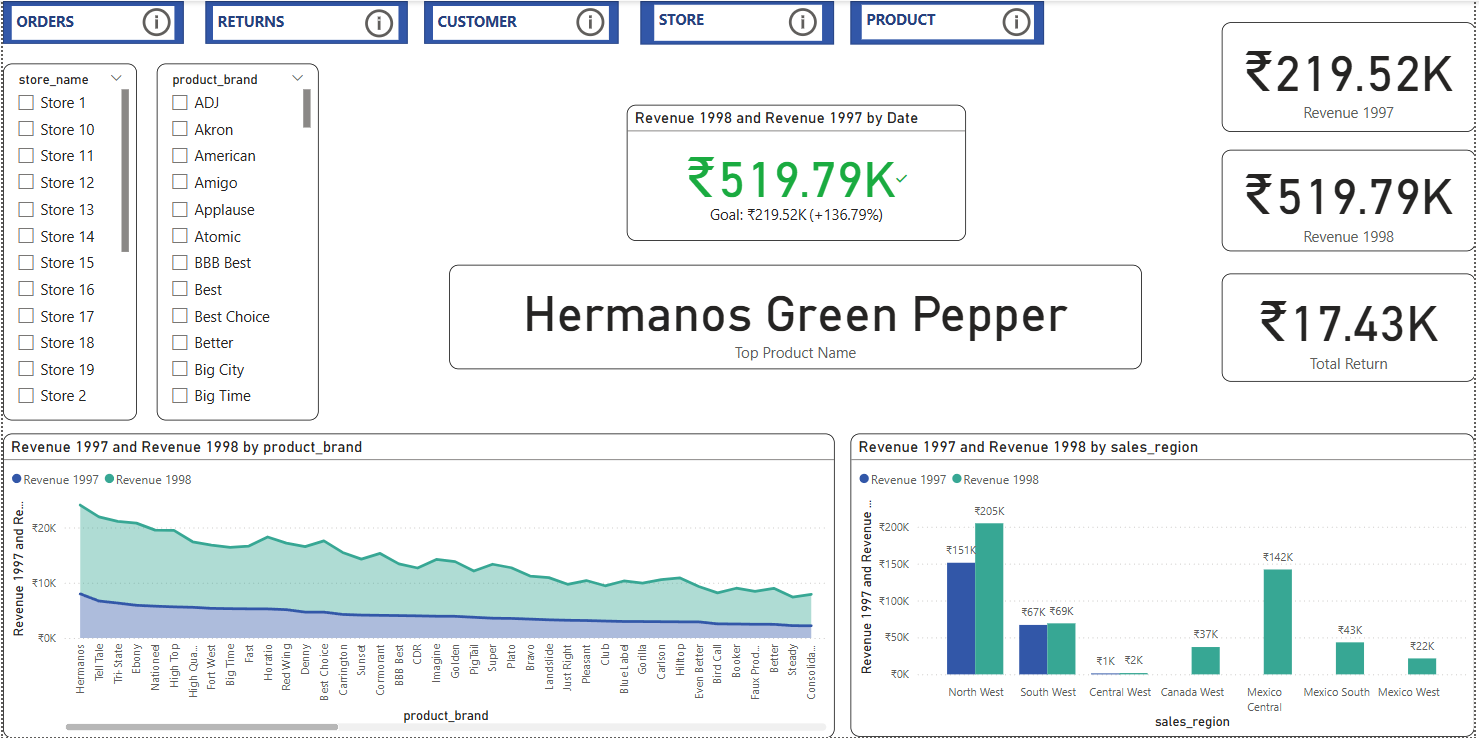 ORDERS
RETURNS
CUSTOMER
STORE
PRODUCT
store_name
Store 1
Store 10
Store 11
Store 12
Store 13
Store 14
Store 15
Store 16
Store 17
Store 18
Store 19
Store 2
product_brand
ADJ
Akron
American
Amigo
Applause
Atomic
BBB Best
Best
Best Choice
Better
Big City
Big Time
Revenue 1998 and Revenue 1997 by Date
₹519.79K
Goal: ₹219.52K (+136.79%)
Hermanos Green Pepper
Top Product Name
₹219.52K
Revenue 1997
₹519.79K
Revenue 1998
₹17.43K
Total Return
Revenue 1997 and Revenue 1998 by product_brand
Revenue 1997 Revenue 1998
Revenue 1997 and Re...
₹20K
₹10K
₹0K
Hermanos
Tell Tale
Tri-State
Ebony
Nationeel
High Top
High Qua...
Fort West
Big Time
Fast
Horatio
Red Wing
Denny
Best Choice
Carrington
Sunset
Cormorant
BBB Best
CDR
Imagine
Golden
PigTail
Super
Plato
Bravo
Landslide
Just Right
Pleasant
Club
Blue Label
Gorilla
Carlson
Hilltop
Even Better
Bird Call
Booker
Faux Prod...
Better
Steady
Consolida...
product_brand
Revenue 1997 and Revenue 1998 by sales_region
Revenue 1997 Revenue 1998
Revenue 1997 and Revenue ...
₹200K
₹150K
₹100K
₹50K
₹0K
₹151K
₹205K
₹67K
₹69K
₹1K
₹2K
₹37K
₹142K
₹43K
₹22K
North West
South West
Central West
Canada West
Mexico
Central
Mexico South
Mexico West
sales_region